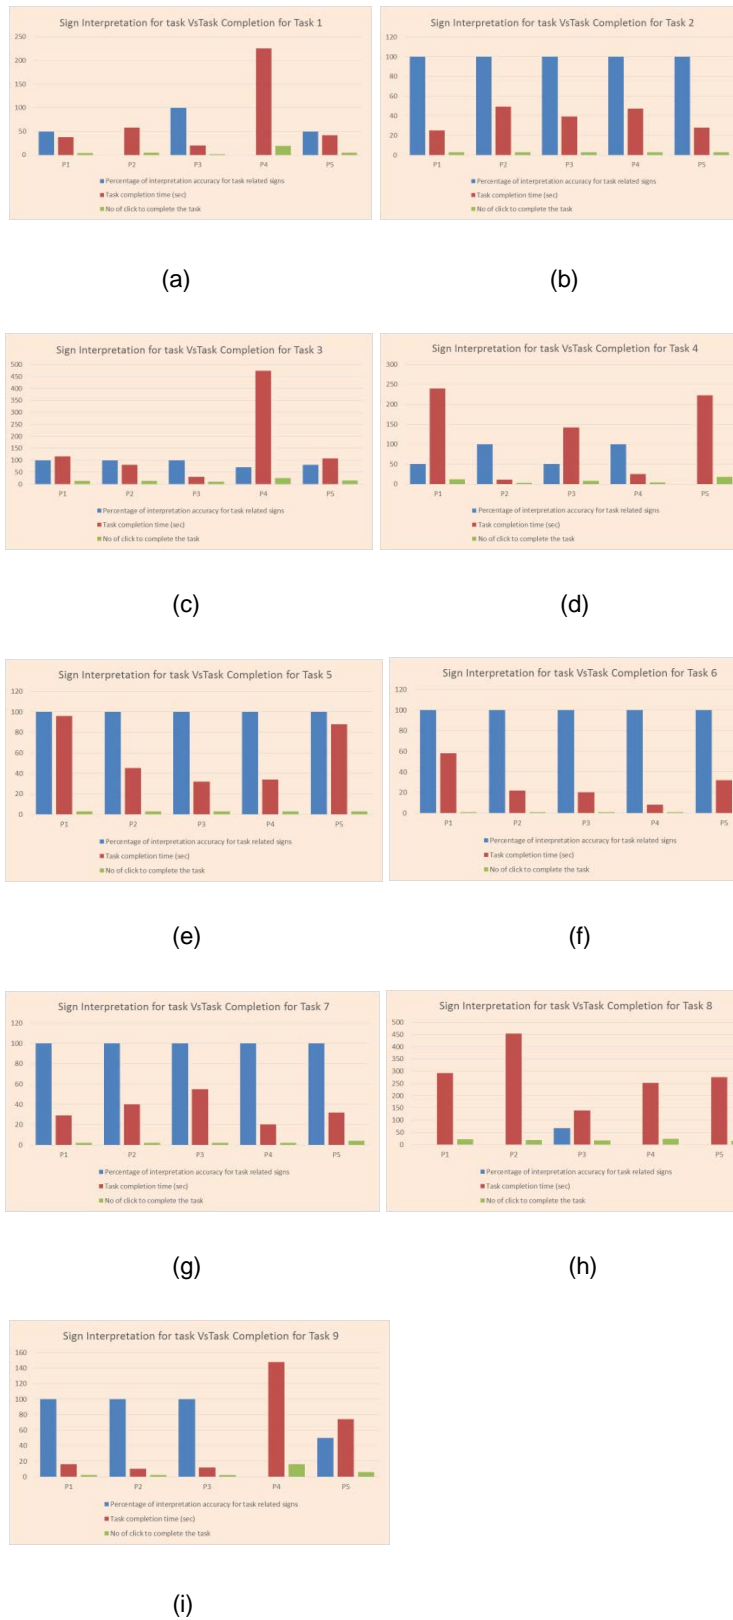 Sign Interpretation for task VsTask Completion for Task 1
250
200
150
100
50
0
P1 P2 P3 P4 P5
Percentage of interpretation accuracy for task related signs
Task completion time (sec)
No of click to complete the task
(a)
Sign Interpretation for task VsTask Completion for Task 2
120
100
80
60
40
20
0
P1 P2 P3 P4 P5
Percentage of interpretation accuracy for task related signs
Task completion time (sec)
No of click to complete the task
(b)
Sign Interpretation for task VsTask Completion for Task 3
500
450
400
350
300
250
200
150
100
50
0
P1 P2 P3 P4 P5
Percentage of interpretation accuracy for task related signs
Task completion time (sec)
No of click to complete the task
(c)
Sign Interpretation for task VsTask Completion for Task 4
300
250
200
150
100
50
0
P1 P2 P3 P4 P5
Percentage of interpretation accuracy for task related signs
Task completion time (sec)
No of click to complete the task
(d)
Sign Interpretation for task VsTask Completion for Task 5
120
100
80
60
40
20
0
P1 P2 P3 P4 P5
Percentage of interpretation accuracy for task related signs
Task completion time (sec)
No of click to complete the task
(e)
Sign Interpretation for task VsTask Completion for Task 6
120
100
80
60
40
20
0
P1 P2 P3 P4 P5
Percentage of interpretation accuracy for task related signs
Task completion time (sec)
No of click to complete the task
(f)
Sign Interpretation for task VsTask Completion for Task 7
120
100
80
60
40
20
0
P1 P2 P3 P4 P5
Percentage of interpretation accuracy for task related signs
Task completion time (sec)
No of click to complete the task
(g)
Sign Interpretation for task VsTask Completion for Task 8
500
450
400
350
300
250
200
150
100
50
0
P1 P2 P3 P4 P5
Percentage of interpretation accuracy for task related signs
Task completion time (sec)
No of click to complete the task
(h)
Sign Interpretation for task VsTask Completion for Task 9
160
140
120
100
80
60
40
20
0
P1 P2 P3 P4 P5
Percentage of interpretation accuracy for task related signs
Task completion time (sec)
No of click to complete the task
(i)